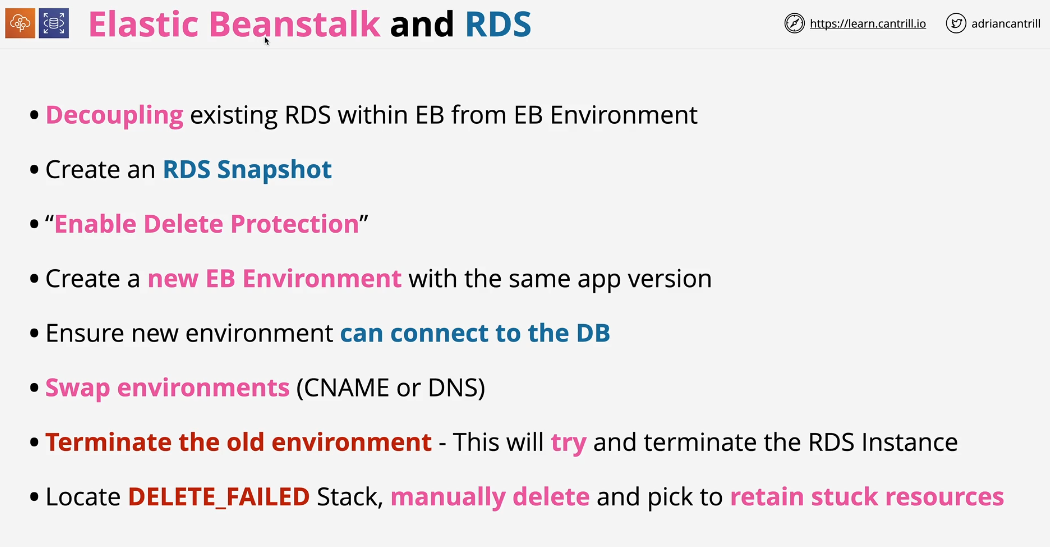 Elastic Beanstalk and RDS
https://learn.cantrill.io
adriancantrill
• Decoupling existing RDS within EB from EB Environment
• Create an RDS Snapshot
• “Enable Delete Protection”
• Create a new EB Environment with the same app version
• Ensure new environment can connect to the DB
• Swap environments (CNAME or DNS)
• Terminate the old environment - This will try and terminate the RDS Instance
• Locate DELETE_FAILED Stack, manually delete and pick to retain stuck resources